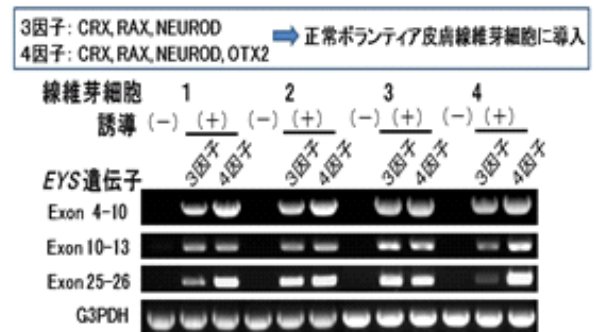 3因子: CRX, RAX, NEUROD
4因子: CRX, RAX, NEUROD, OTX2
正常ボランティア皮膚線維芽細胞に導入
線維芽細胞 1 2 3 4
誘導 (-) (+) (-) (+) (-) (+) (-) (+)
EYS遺伝子 3因子 4因子 3因子 4因子 3因子 4因子 3因子 4因子
Exon 4-10
Exon 10-13
Exon 25-26
G3PDH